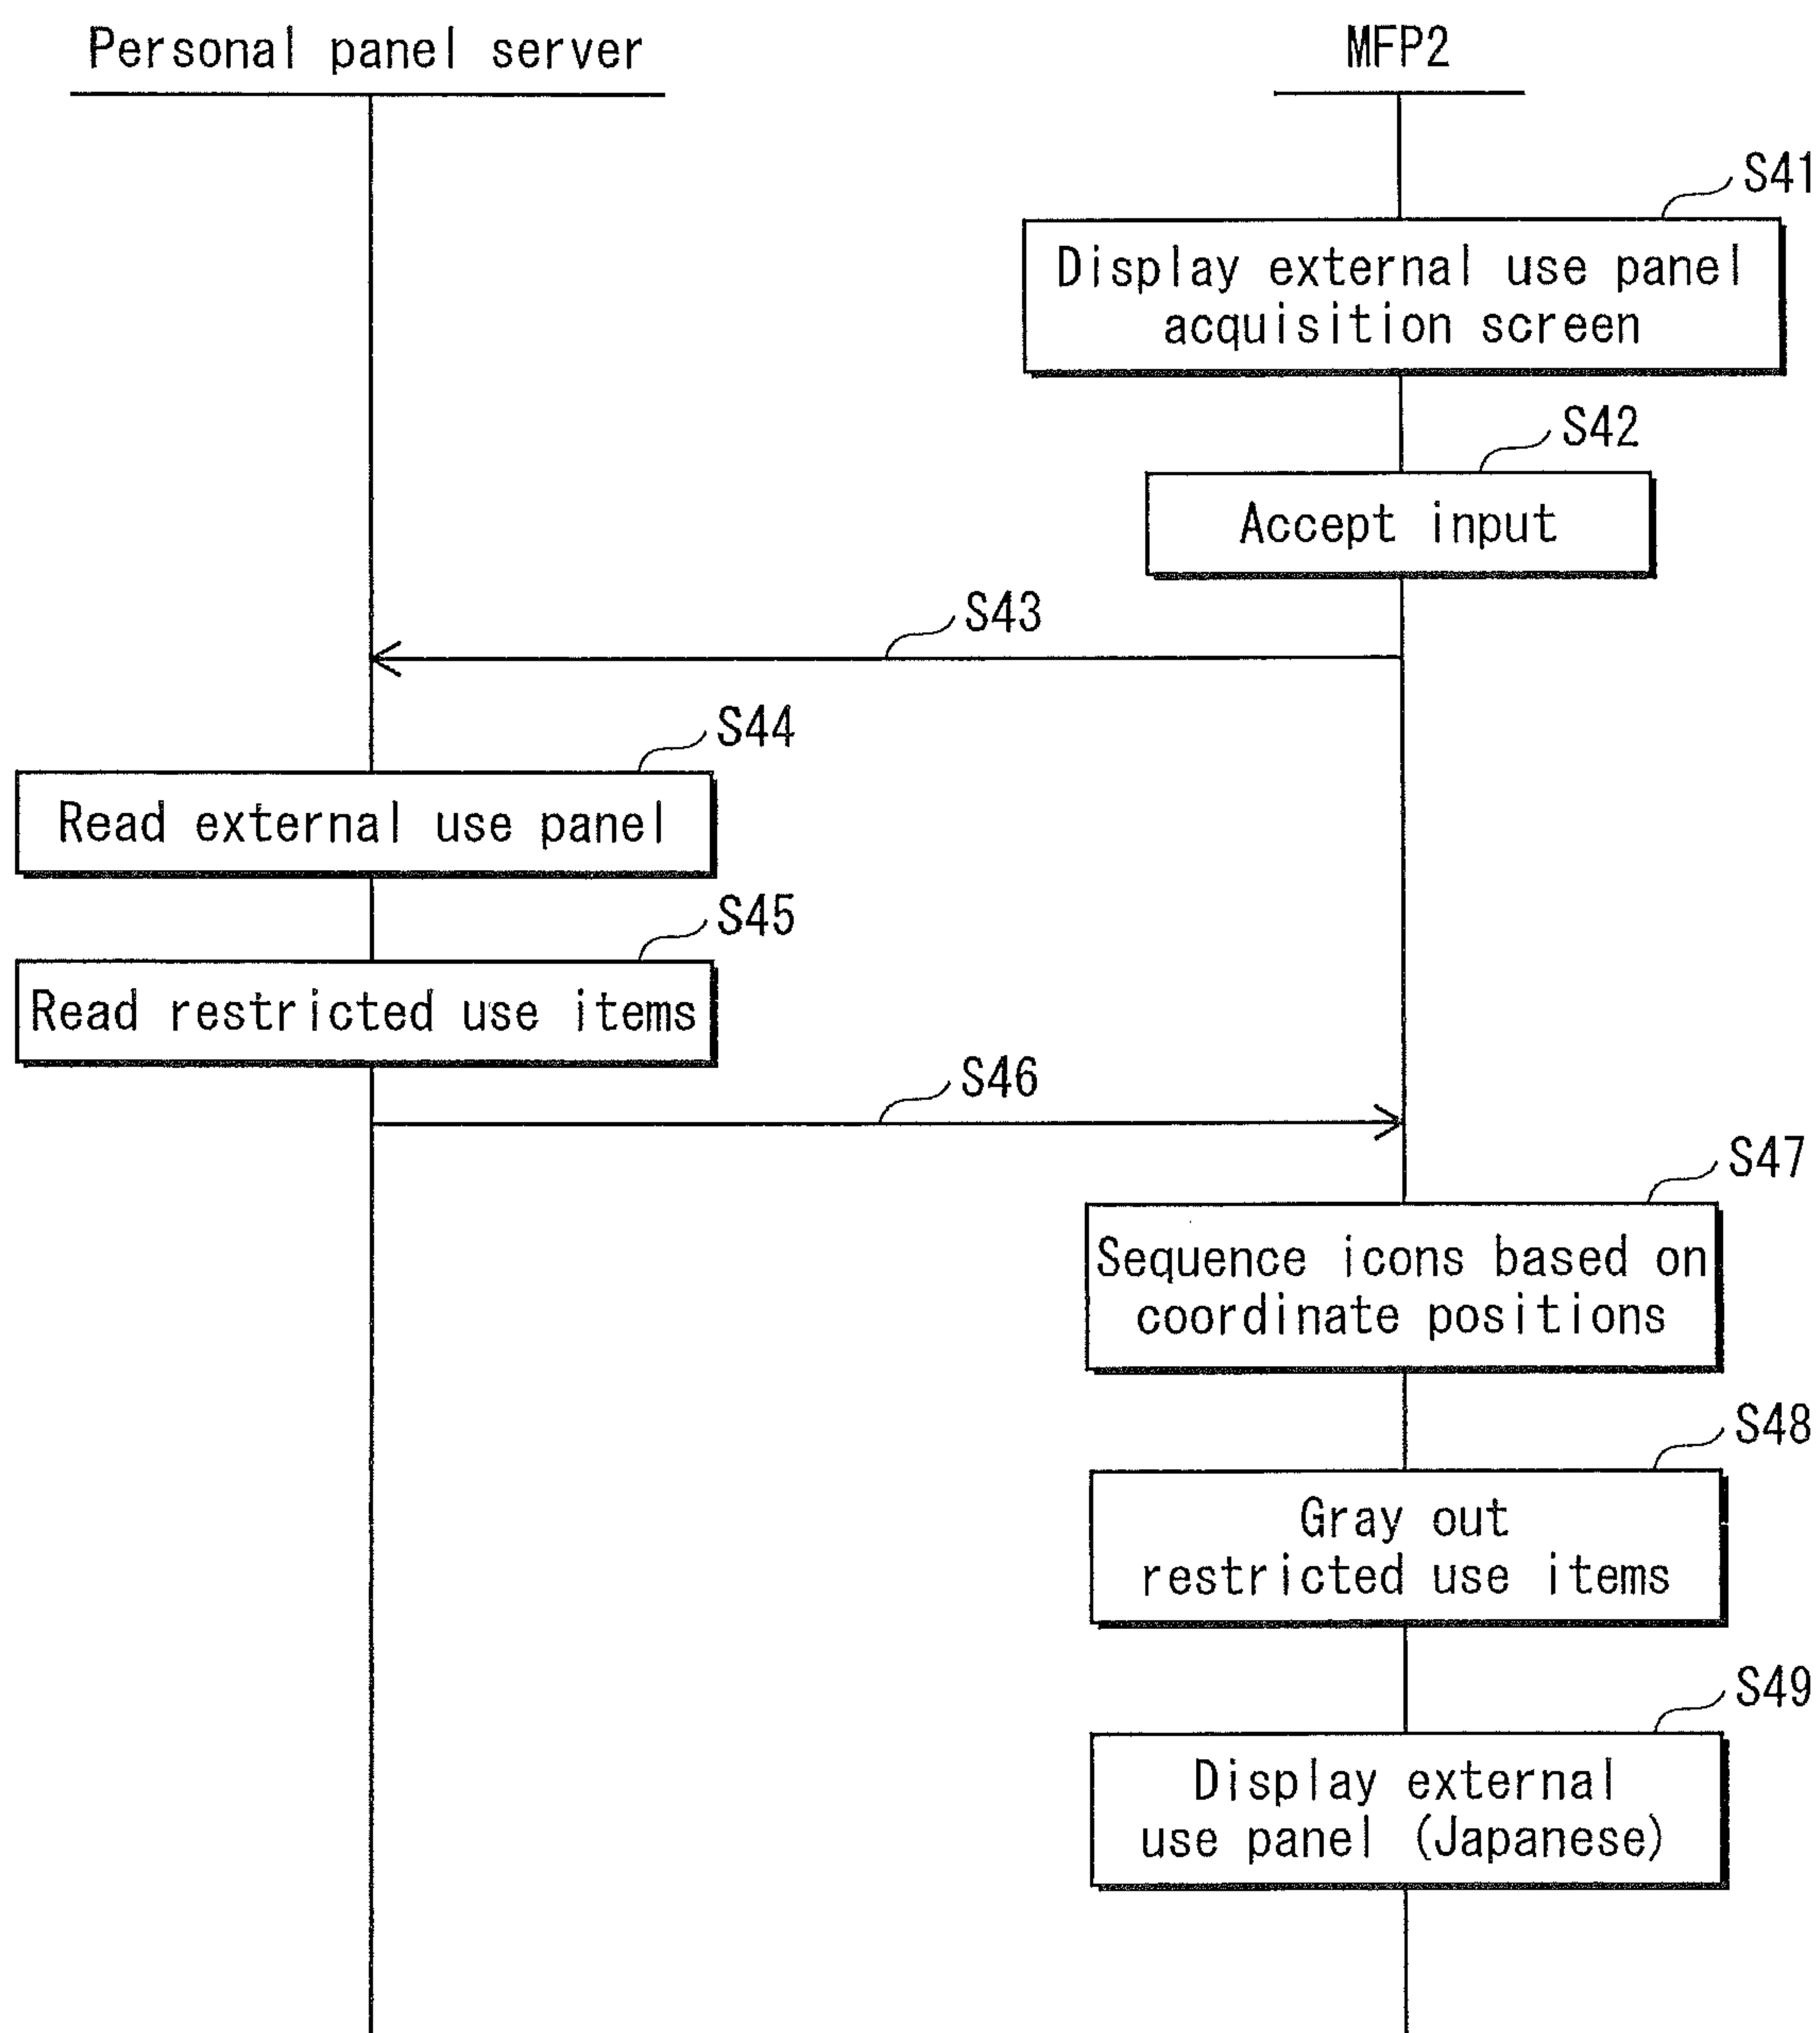 Personal panel server
MFP2
S41
Display external use panel
acquisition screen
S42
Accept input
S43
S44
Read external use panel
S45
Read restricted use items
S46
S47
Sequence icons based on
coordinate positions
S48
Gray out
restricted use items
S49
Display external
use panel (Japanese)